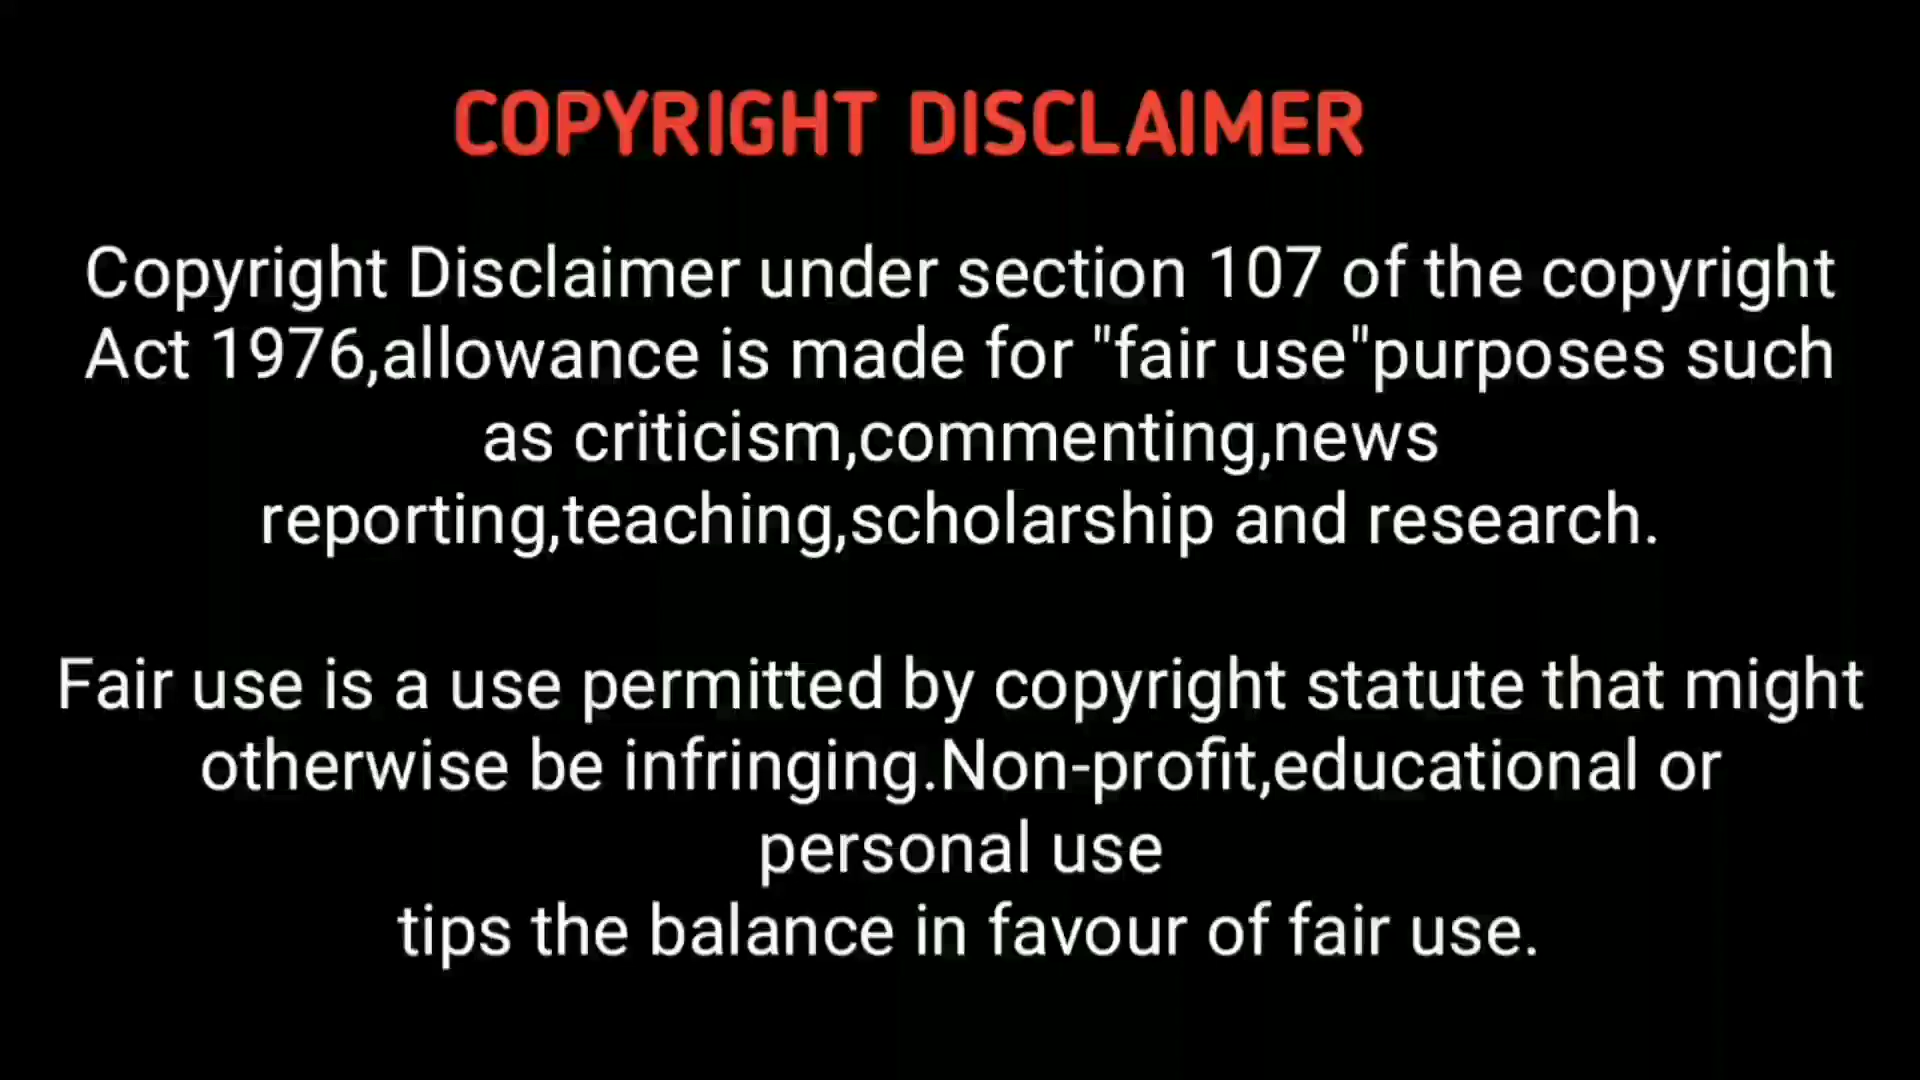 COPYRIGHT DISCLAIMER
Copyright Disclaimer under section 107 of the copyright
Act 1976,allowance is made for "fair use"purposes such
as criticism,commenting,news
reporting,teaching,scholarship and research.
Fair use is a use permitted by copyright statute that might
otherwise be infringing.Non-profit,educational or
personal use
tips the balance in favour of fair use.